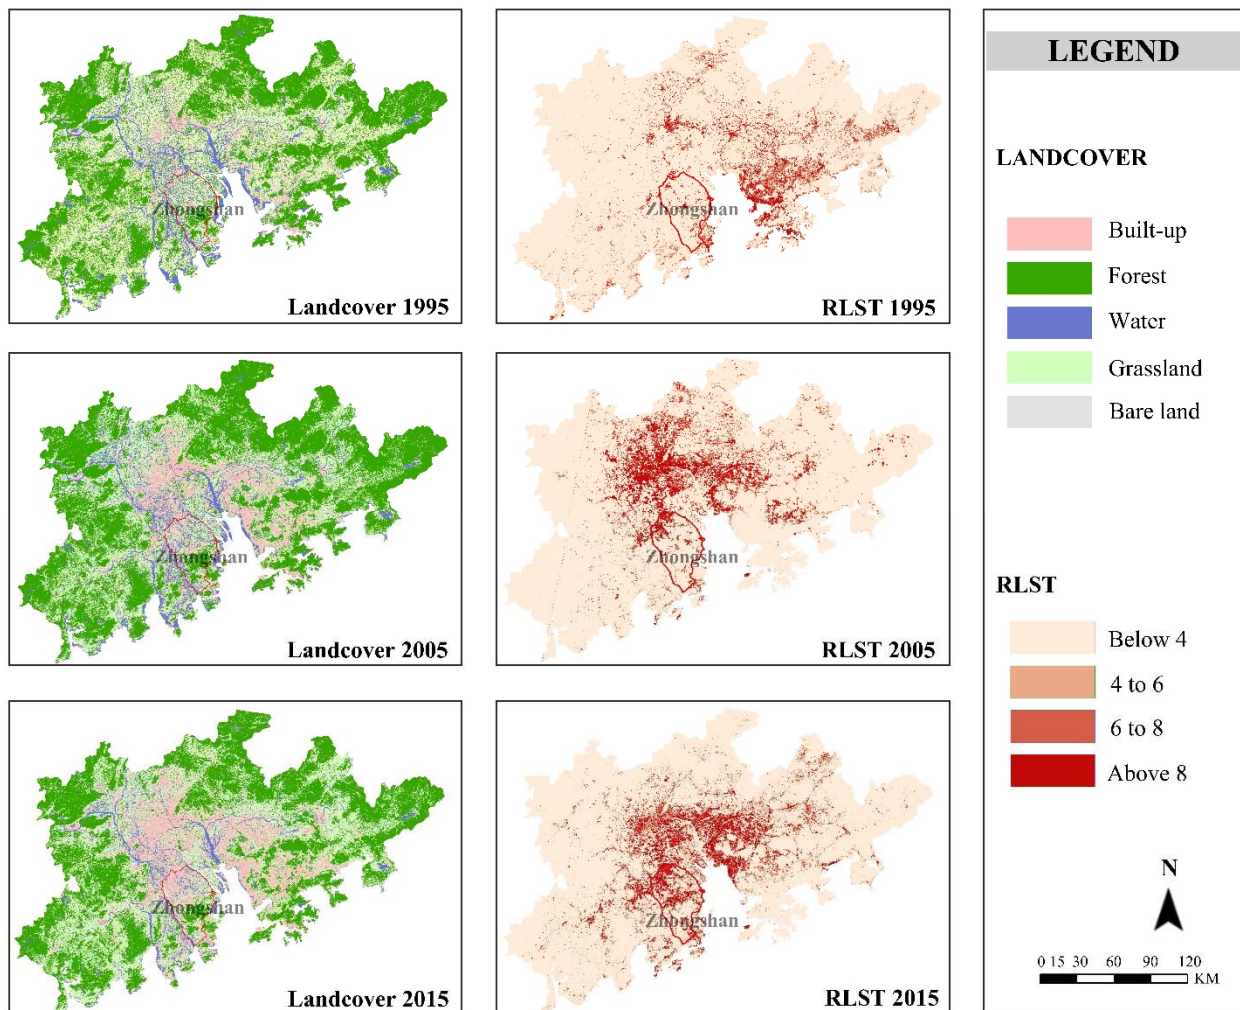 Zhongshan
Landcover 1995
Zhongshan
RLST 1995
Zhongshan
Landcover 2005
Zhongshan
RLST 2005
Zhongshan
Landcover 2015
Zhongshan
RLST 2015
LEGEND
LANDCOVER
Built-up
Forest
Water
Grassland
Bare land
RLST
Below 4
4 to 6
6 to 8
Above 8
N
0 15 30 60 90 120
KM